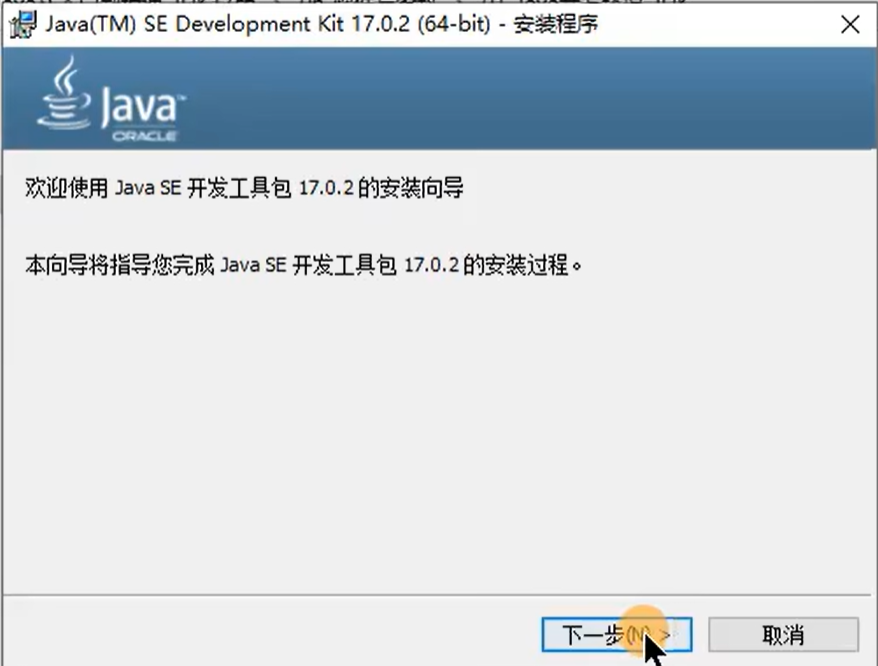 Java(TM) SE Development Kit 17.0.2 (64-bit) - 安装程序
Java™
ORACLE
欢迎使用 Java SE 开发工具包 17.0.2 的安装向导
本向导将指导您完成 Java SE 开发工具包 17.0.2 的安装过程。
下一步(N) >
取消